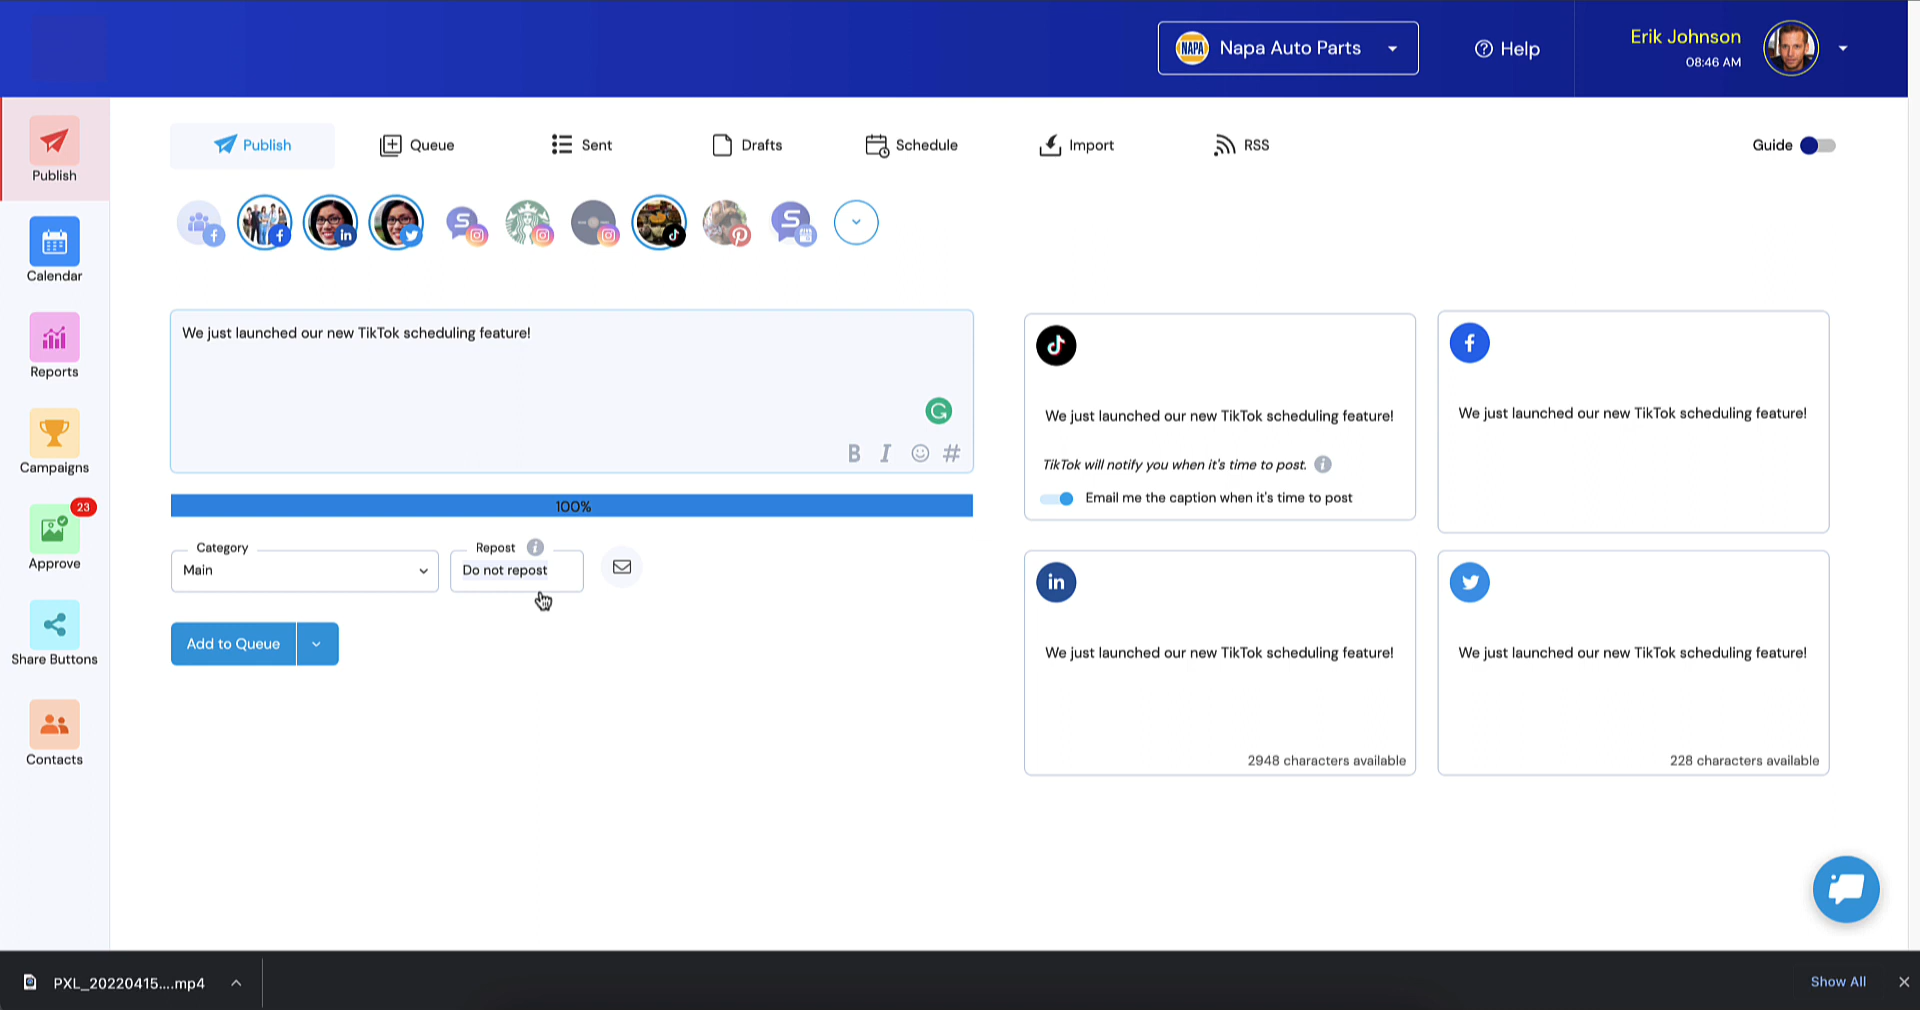 NAPA
Napa Auto Parts
Help
Erik Johnson
08:46 AM
Publish
Calendar
Reports
Campaigns
23
Approve
Share Buttons
Contacts
Publish
Queue
Sent
Drafts
Schedule
Import
RSS
Guide
We just launched our new TikTok scheduling feature!
B I #
100%
Category
Main
Repost
Do not repost
Add to Queue
We just launched our new TikTok scheduling feature!
TikTok will notify you when it's time to post.
Email me the caption when it's time to post
We just launched our new TikTok scheduling feature!
We just launched our new TikTok scheduling feature!
2948 characters available
We just launched our new TikTok scheduling feature!
228 characters available
PXL_20220415....mp4
Show All